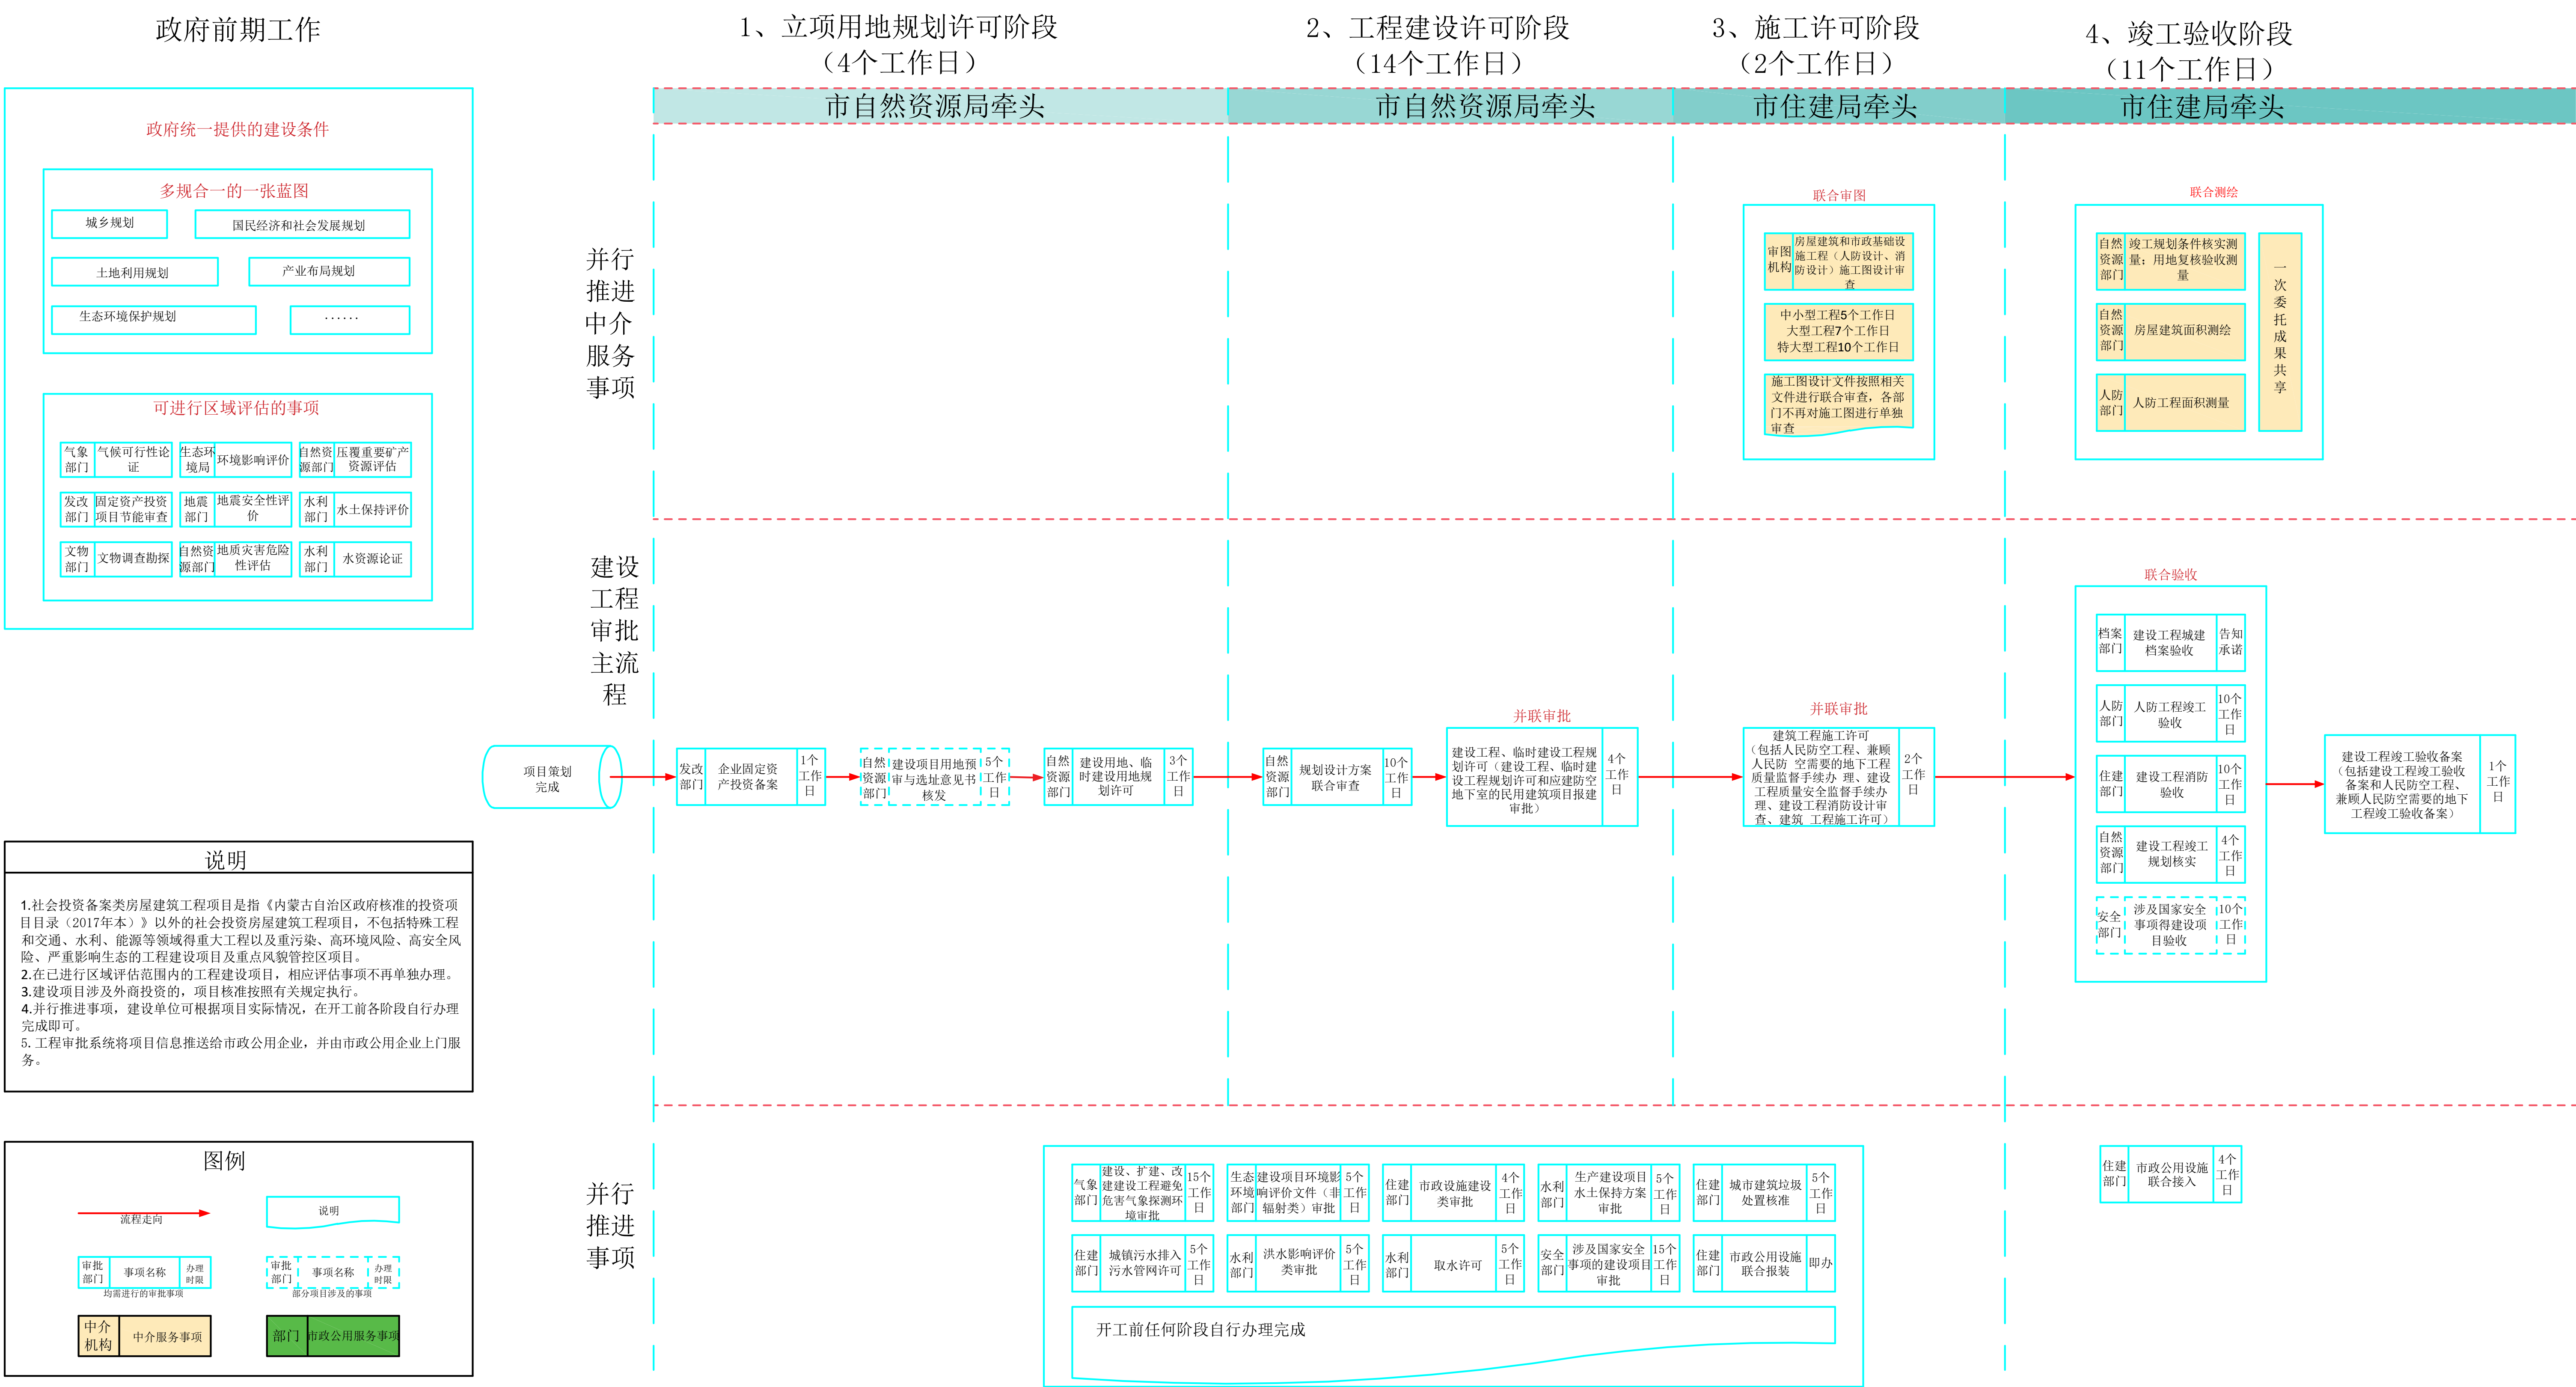 政府前期工作
1、立项用地规划许可阶段
（4个工作日）
2、工程建设许可阶段
（14个工作日）
3、施工许可阶段
（2个工作日）
4、竣工验收阶段
（11个工作日）
市自然资源局牵头
市自然资源局牵头
市住建局牵头
市住建局牵头
政府统一提供的建设条件
多规合一的一张蓝图
城乡规划
国民经济和社会发展规划
土地利用规划
产业布局规划
生态环境保护规划
······
可进行区域评估的事项
气象
部门
气候可行性论
证
生态环
境局
环境影响评价
自然资
源部门
压覆重要矿产
资源评估
发改
部门
固定资产投资
项目节能审查
地震
部门
地震安全性评
价
水利
部门
水土保持评价
文物
部门
文物调查勘探
自然资
源部门
地质灾害危险
性评估
水利
部门
水资源论证
并行
推进
中介
服务
事项
联合审图
审图
机构
房屋建筑和市政基础设
施工程（人防设计、消
防设计）施工图设计审
查
中小型工程5个工作日
大型工程7个工作日
特大型工程10个工作日
施工图设计文件按照相关
文件进行联合审查，各部
门不再对施工图进行单独
审查
联合测绘
自然
资源
部门
竣工规划条件核实测
量；用地复核验收测
量
自然
资源
部门
房屋建筑面积测绘
人防
部门
人防工程面积测量
一
次
委
托
成
果
共
享
建设
工程
审批
主流
程
项目策划
完成
发改
部门
企业固定资
产投资备案
1个
工作
日
自然
资源
部门
建设项目用地预
审与选址意见书
核发
5个
工作
日
自然
资源
部门
建设用地、临
时建设用地规
划许可
3个
工作
日
自然
资源
部门
规划设计方案
联合审查
10个
工作
日
并联审批
建设工程、临时建设工程规
划许可（建设工程、临时建
设工程规划许可和应建防空
地下室的民用建筑项目报建
审批）
4个
工作
日
并联审批
建筑工程施工许可
（包括人民防空工程、兼顾
人民防 空需要的地下工程
质量监督手续办 理、建设
工程质量安全监督手续办
理、建设工程消防设计审
查、建筑 工程施工许可）
2个
工作
日
联合验收
档案
部门
建设工程城建
档案验收
告知
承诺
人防
部门
人防工程竣工
验收
10个
工作
日
住建
部门
建设工程消防
验收
10个
工作
日
自然
资源
部门
建设工程竣工
规划核实
4个
工作
日
安全
部门
涉及国家安全
事项得建设项
目验收
10个
工作
日
建设工程竣工验收备案
（包括建设工程竣工验收
备案和人民防空工程、
兼顾人民防空需要的地下
工程竣工验收备案）
1个
工作
日
说明
1.社会投资备案类房屋建筑工程项目是指《内蒙古自治区政府核准的投资项
目目录（2017年本）》以外的社会投资房屋建筑工程项目，不包括特殊工程
和交通、水利、能源等领域得重大工程以及重污染、高环境风险、高安全风
险、严重影响生态的工程建设项目及重点风貌管控区项目。
2.在已进行区域评估范围内的工程建设项目，相应评估事项不再单独办理。
3.建设项目涉及外商投资的，项目核准按照有关规定执行。
4.并行推进事项，建设单位可根据项目实际情况，在开工前各阶段自行办理
完成即可。
5.工程审批系统将项目信息推送给市政公用企业，并由市政公用企业上门服
务。
图例
流程走向
说明
审批
部门
事项名称
办理
时限
均需进行的审批事项
审批
部门
事项名称
办理
时限
部分项目涉及的事项
中介
机构
中介服务事项
部门
市政公用服务事项
并行
推进
事项
气象
部门
建设、扩建、改
建建设工程避免
危害气象探测环
境审批
15个
工作
日
生态
环境
部门
建设项目环境影
响评价文件（非
辐射类）审批
5个
工作
日
住建
部门
市政设施建设
类审批
4个
工作
日
水利
部门
生产建设项目
水土保持方案
审批
5个
工作
日
住建
部门
城市建筑垃圾
处置核准
5个
工作
日
住建
部门
城镇污水排入
污水管网许可
5个
工作
日
水利
部门
洪水影响评价
类审批
5个
工作
日
水利
部门
取水许可
5个
工作
日
安全
部门
涉及国家安全
事项的建设项目
审批
15个
工作
日
住建
部门
市政公用设施
联合报装
即办
开工前任何阶段自行办理完成
住建
部门
市政公用设施
联合接入
4个
工作
日